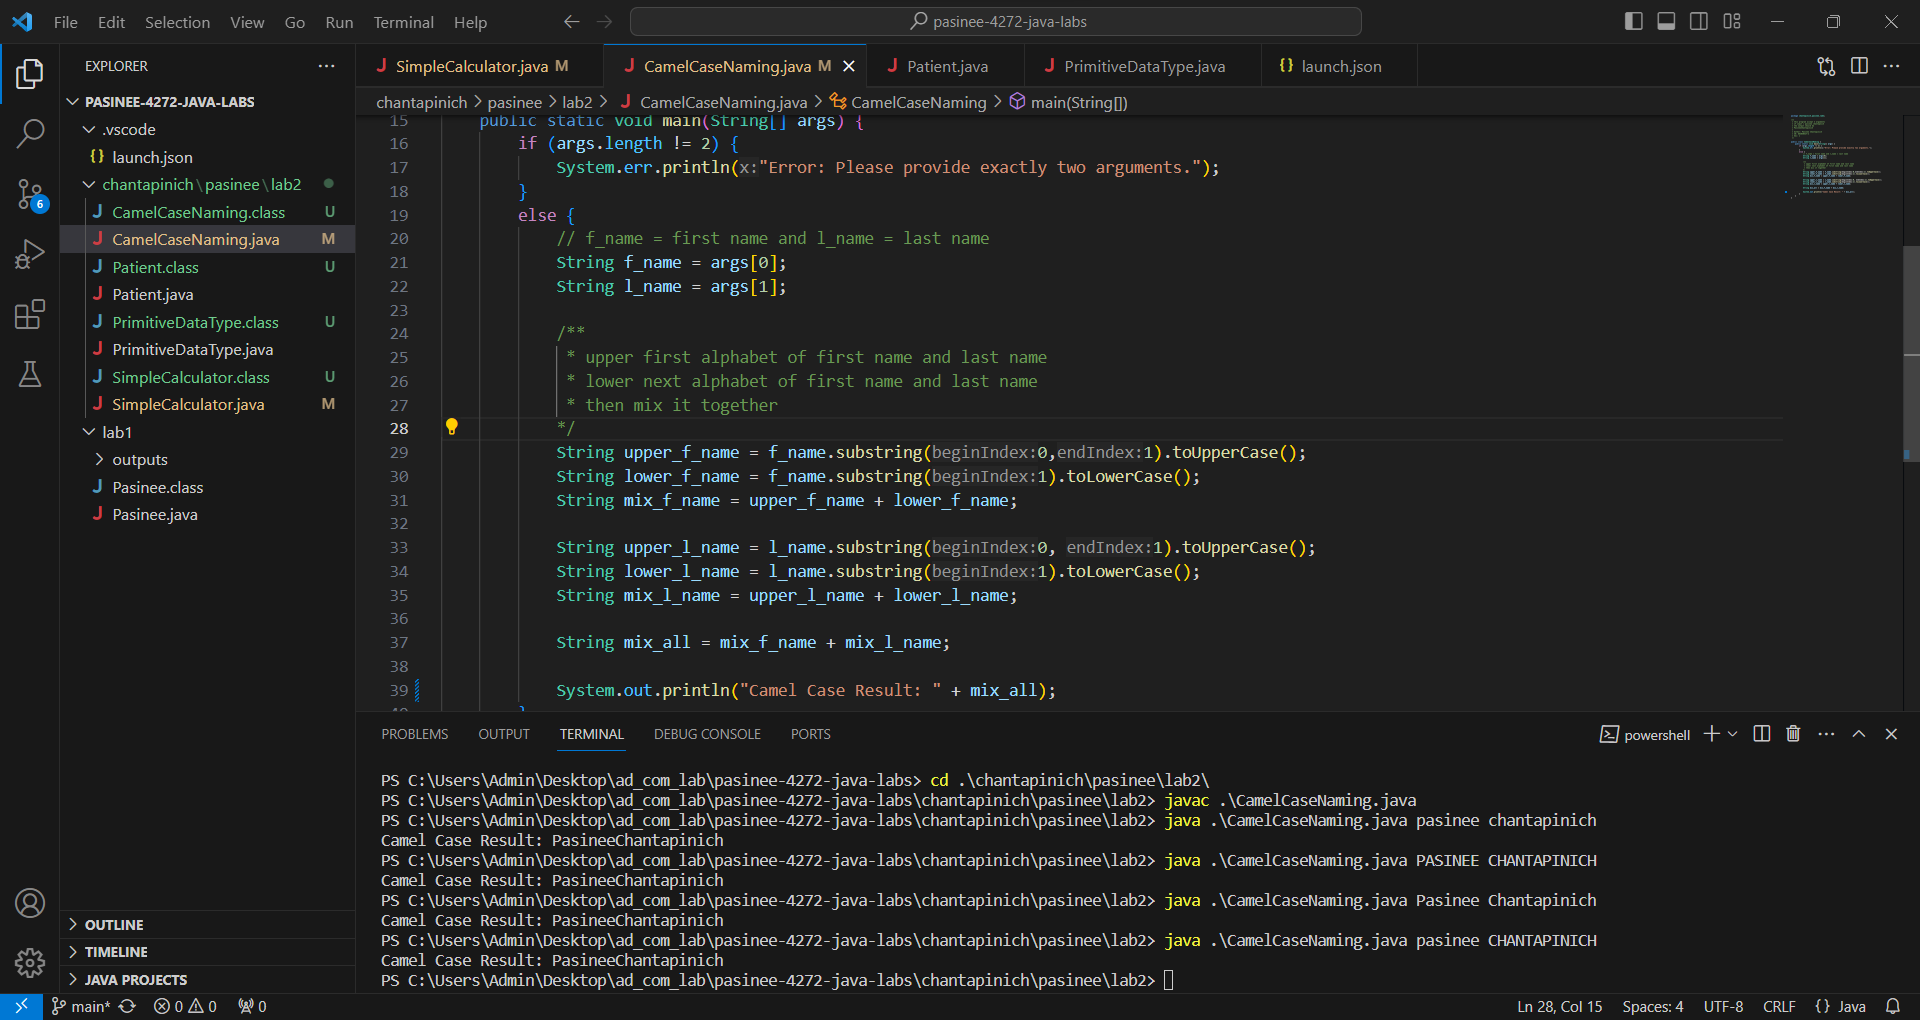 File Edit Selection View Go Run Terminal Help
pasinee-4272-java-labs
EXPLORER
PASINEE-4272-JAVA-LABS
.vscode
{} launch.json
chantapinich\pasinee\lab2
J CamelCaseNaming.class U
J CamelCaseNaming.java M
J Patient.class U
J Patient.java
J PrimitiveDataType.class U
J PrimitiveDataType.java
J SimpleCalculator.class U
J SimpleCalculator.java M
lab1
outputs
J Pasinee.class
J Pasinee.java
OUTLINE
TIMELINE
JAVA PROJECTS
6
J SimpleCalculator.java M
J CamelCaseNaming.java M
J Patient.java
J PrimitiveDataType.java
{} launch.json
chantapinich > pasinee > lab2 > J CamelCaseNaming.java > CamelCaseNaming > main(String[])
15 public static void main(String[] args) {
16 if (args.length != 2) {
17 System.err.println(x:"Error: Please provide exactly two arguments.");
18 }
19 else {
20 // f_name = first name and l_name = last name
21 String f_name = args[0];
22 String l_name = args[1];
23
24 /**
25 * upper first alphabet of first name and last name
26 * lower next alphabet of first name and last name
27 * then mix it together
28 */
29 String upper_f_name = f_name.substring(beginIndex:0,endIndex:1).toUpperCase();
30 String lower_f_name = f_name.substring(beginIndex:1).toLowerCase();
31 String mix_f_name = upper_f_name + lower_f_name;
32
33 String upper_l_name = l_name.substring(beginIndex:0, endIndex:1).toUpperCase();
34 String lower_l_name = l_name.substring(beginIndex:1).toLowerCase();
35 String mix_l_name = upper_l_name + lower_l_name;
36
37 String mix_all = mix_f_name + mix_l_name;
38
39 System.out.println("Camel Case Result: " + mix_all);
40 }
PROBLEMS OUTPUT TERMINAL DEBUG CONSOLE PORTS
powershell
PS C:\Users\Admin\Desktop\ad_com_lab\pasinee-4272-java-labs> cd .\chantapinich\pasinee\lab2\
PS C:\Users\Admin\Desktop\ad_com_lab\pasinee-4272-java-labs\chantapinich\pasinee\lab2> javac .\CamelCaseNaming.java
PS C:\Users\Admin\Desktop\ad_com_lab\pasinee-4272-java-labs\chantapinich\pasinee\lab2> java .\CamelCaseNaming.java pasinee chantapinich
Camel Case Result: PasineeChantapinich
PS C:\Users\Admin\Desktop\ad_com_lab\pasinee-4272-java-labs\chantapinich\pasinee\lab2> java .\CamelCaseNaming.java PASINEE CHANTAPINICH
Camel Case Result: PasineeChantapinich
PS C:\Users\Admin\Desktop\ad_com_lab\pasinee-4272-java-labs\chantapinich\pasinee\lab2> java .\CamelCaseNaming.java Pasinee Chantapinich
Camel Case Result: PasineeChantapinich
PS C:\Users\Admin\Desktop\ad_com_lab\pasinee-4272-java-labs\chantapinich\pasinee\lab2> java .\CamelCaseNaming.java pasinee CHANTAPINICH
Camel Case Result: PasineeChantapinich
PS C:\Users\Admin\Desktop\ad_com_lab\pasinee-4272-java-labs\chantapinich\pasinee\lab2>
main* 0 0 0
Ln 28, Col 15 Spaces: 4 UTF-8 CRLF {} Java